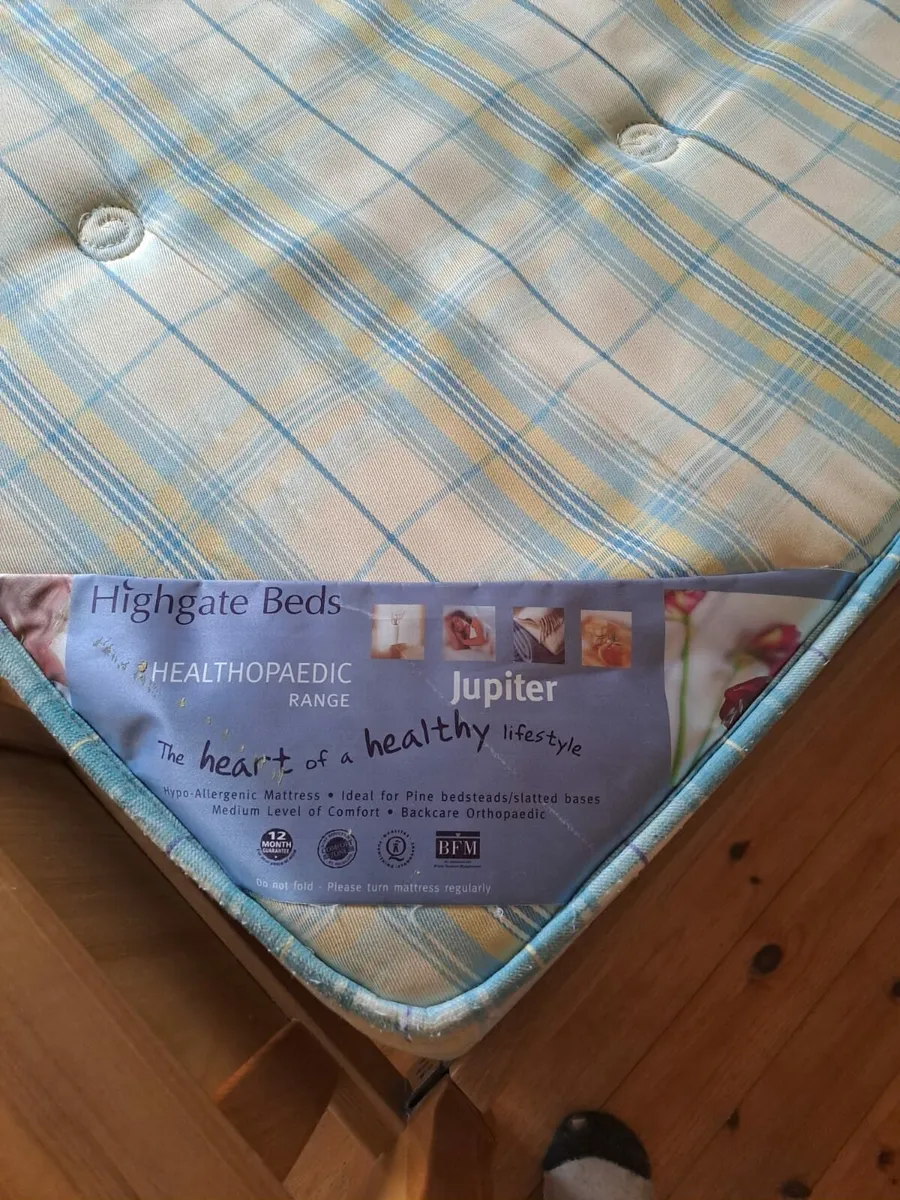 Highgate Beds
HEALTHOPAEDIC
RANGE
Jupiter
The heart of a healthy lifestyle
Hypo-Allergenic Mattress • Ideal for Pine bedsteads/slatted bases
Medium Level of Comfort • Backcare Orthopaedic
12
MONTH
GUARANTEE
BFM
Do not fold - Please turn mattress regularly